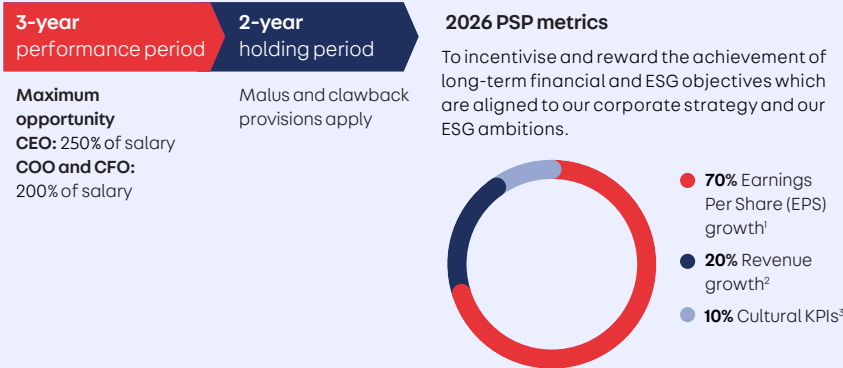 3-year
performance period
2-year
holding period
Maximum
opportunity
CEO: 250% of salary
COO and CFO:
200% of salary
Malus and clawback
provisions apply
2026 PSP metrics
To incentivise and reward the achievement of
long-term financial and ESG objectives which
are aligned to our corporate strategy and our
ESG ambitions.
70% Earnings
Per Share (EPS)
growth¹
20% Revenue
growth²
10% Cultural KPIs³